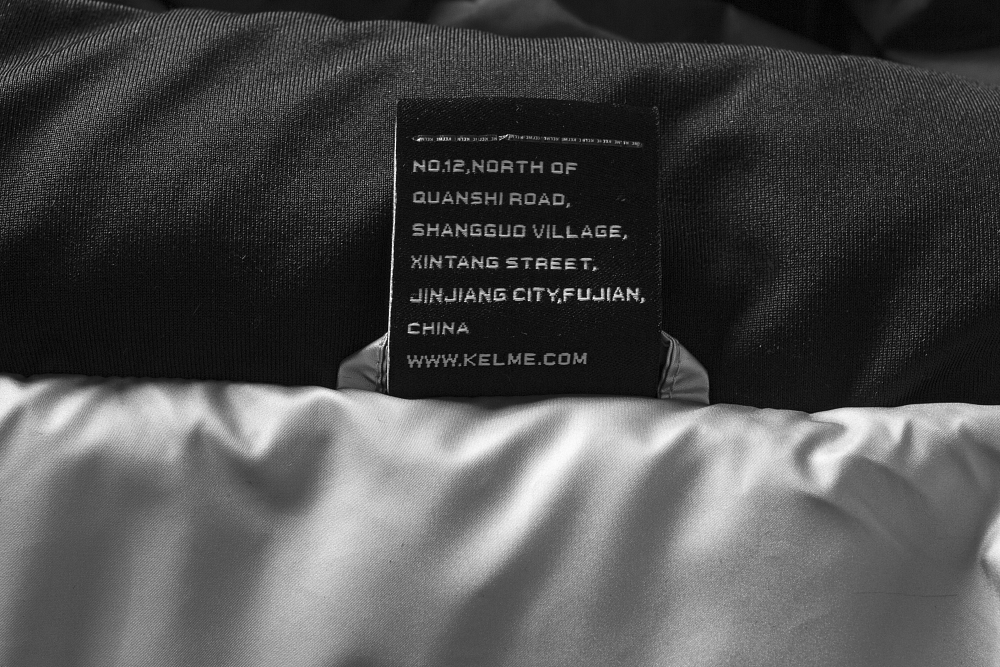 NO.12,NORTH OF
QUANSHI ROAD,
SHANGGUO VILLAGE,
XINTANG STREET,
JINJIANG CITY,FUJIAN,
CHINA
WWW.KELME.COM